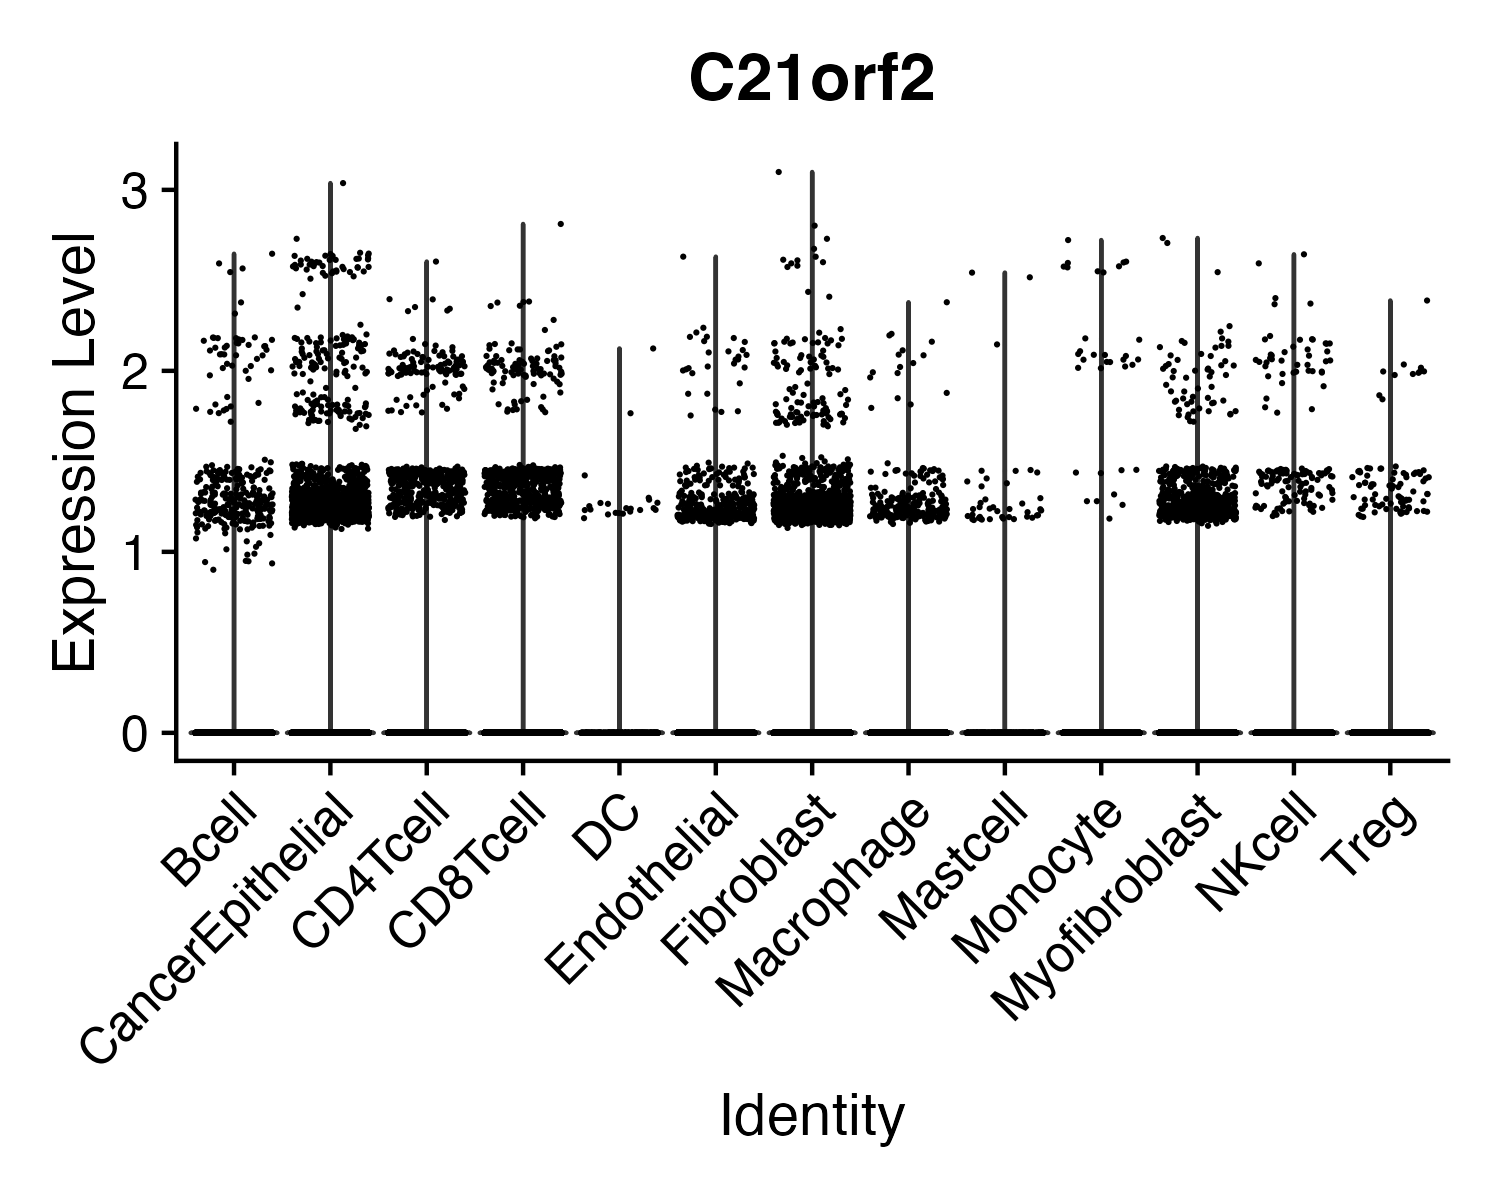 C21orf2
Expression Level
3
2
1
0
Bcell
CancerEpithelial
CD4Tcell
CD8Tcell
DC
Endothelial
Fibroblast
Macrophage
Mastcell
Monocyte
Myofibroblast
NKcell
Treg
Identity